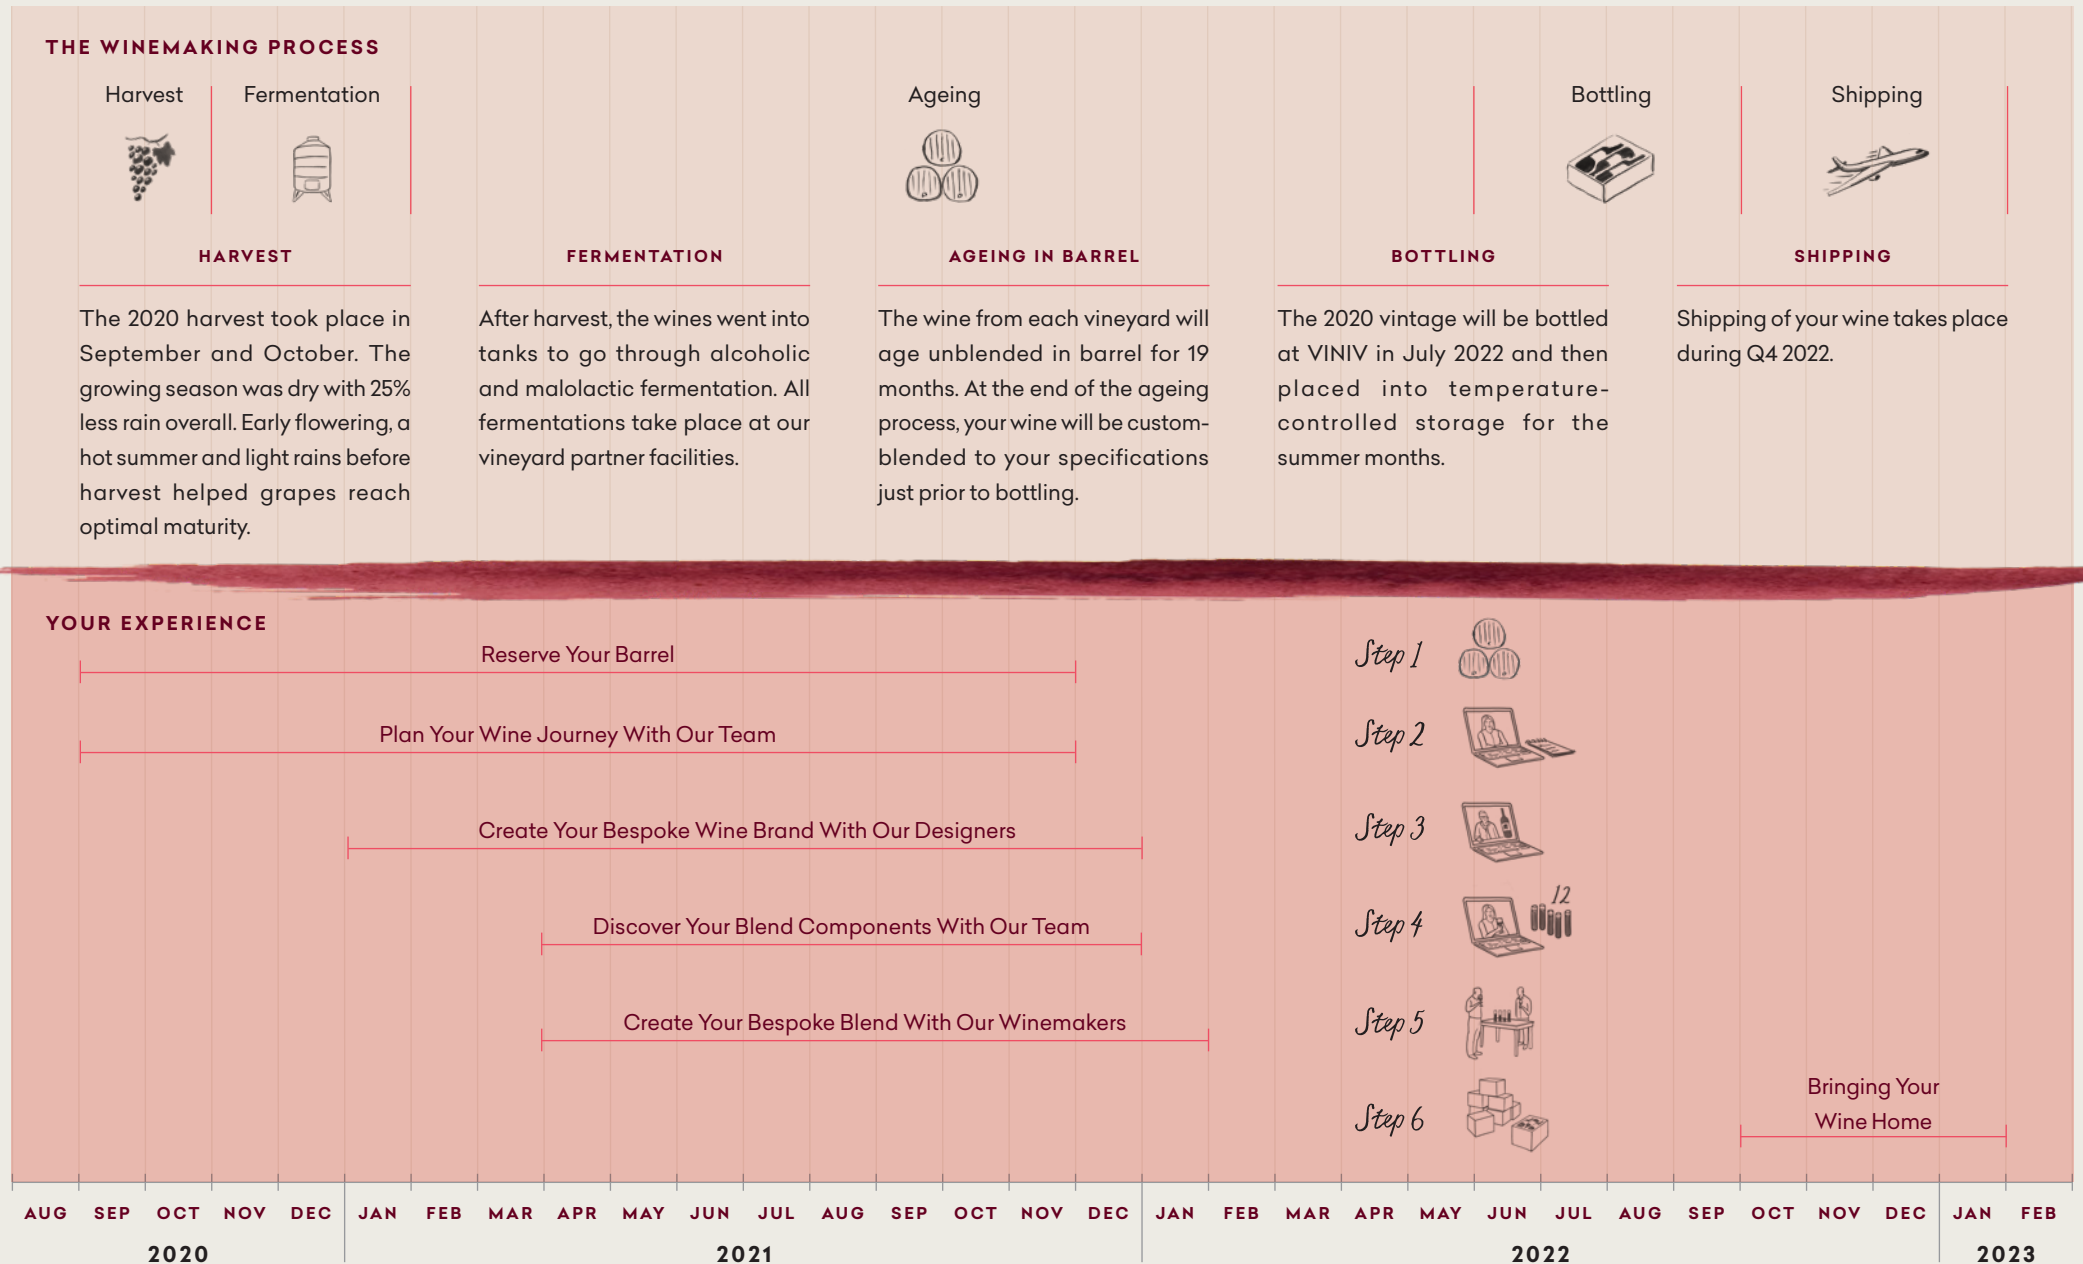 THE WINEMAKING PROCESS
Harvest
Fermentation
Ageing
Bottling
Shipping
HARVEST
The 2020 harvest took place in
September and October. The
growing season was dry with 25%
less rain overall. Early flowering, a
hot summer and light rains before
harvest helped grapes reach
optimal maturity.
FERMENTATION
After harvest, the wines went into
tanks to go through alcoholic
and malolactic fermentation. All
fermentations take place at our
vineyard partner facilities.
AGEING IN BARREL
The wine from each vineyard will
age unblended in barrel for 19
months. At the end of the ageing
process, your wine will be custom-
blended to your specifications
just prior to bottling.
BOTTLING
The 2020 vintage will be bottled
at VINIV in July 2022 and then
placed into temperature-
controlled storage for the
summer months.
SHIPPING
Shipping of your wine takes place
during Q4 2022.
YOUR EXPERIENCE
Reserve Your Barrel
Step 1
Plan Your Wine Journey With Our Team
Step 2
Create Your Bespoke Wine Brand With Our Designers
Step 3
Discover Your Blend Components With Our Team
Step 4
12
Create Your Bespoke Blend With Our Winemakers
Step 5
Step 6
Bringing Your
Wine Home
AUG SEP OCT NOV DEC JAN FEB MAR APR MAY JUN JUL AUG SEP OCT NOV DEC JAN FEB MAR APR MAY JUN JUL AUG SEP OCT NOV DEC JAN FEB
2020 2021 2022 2023